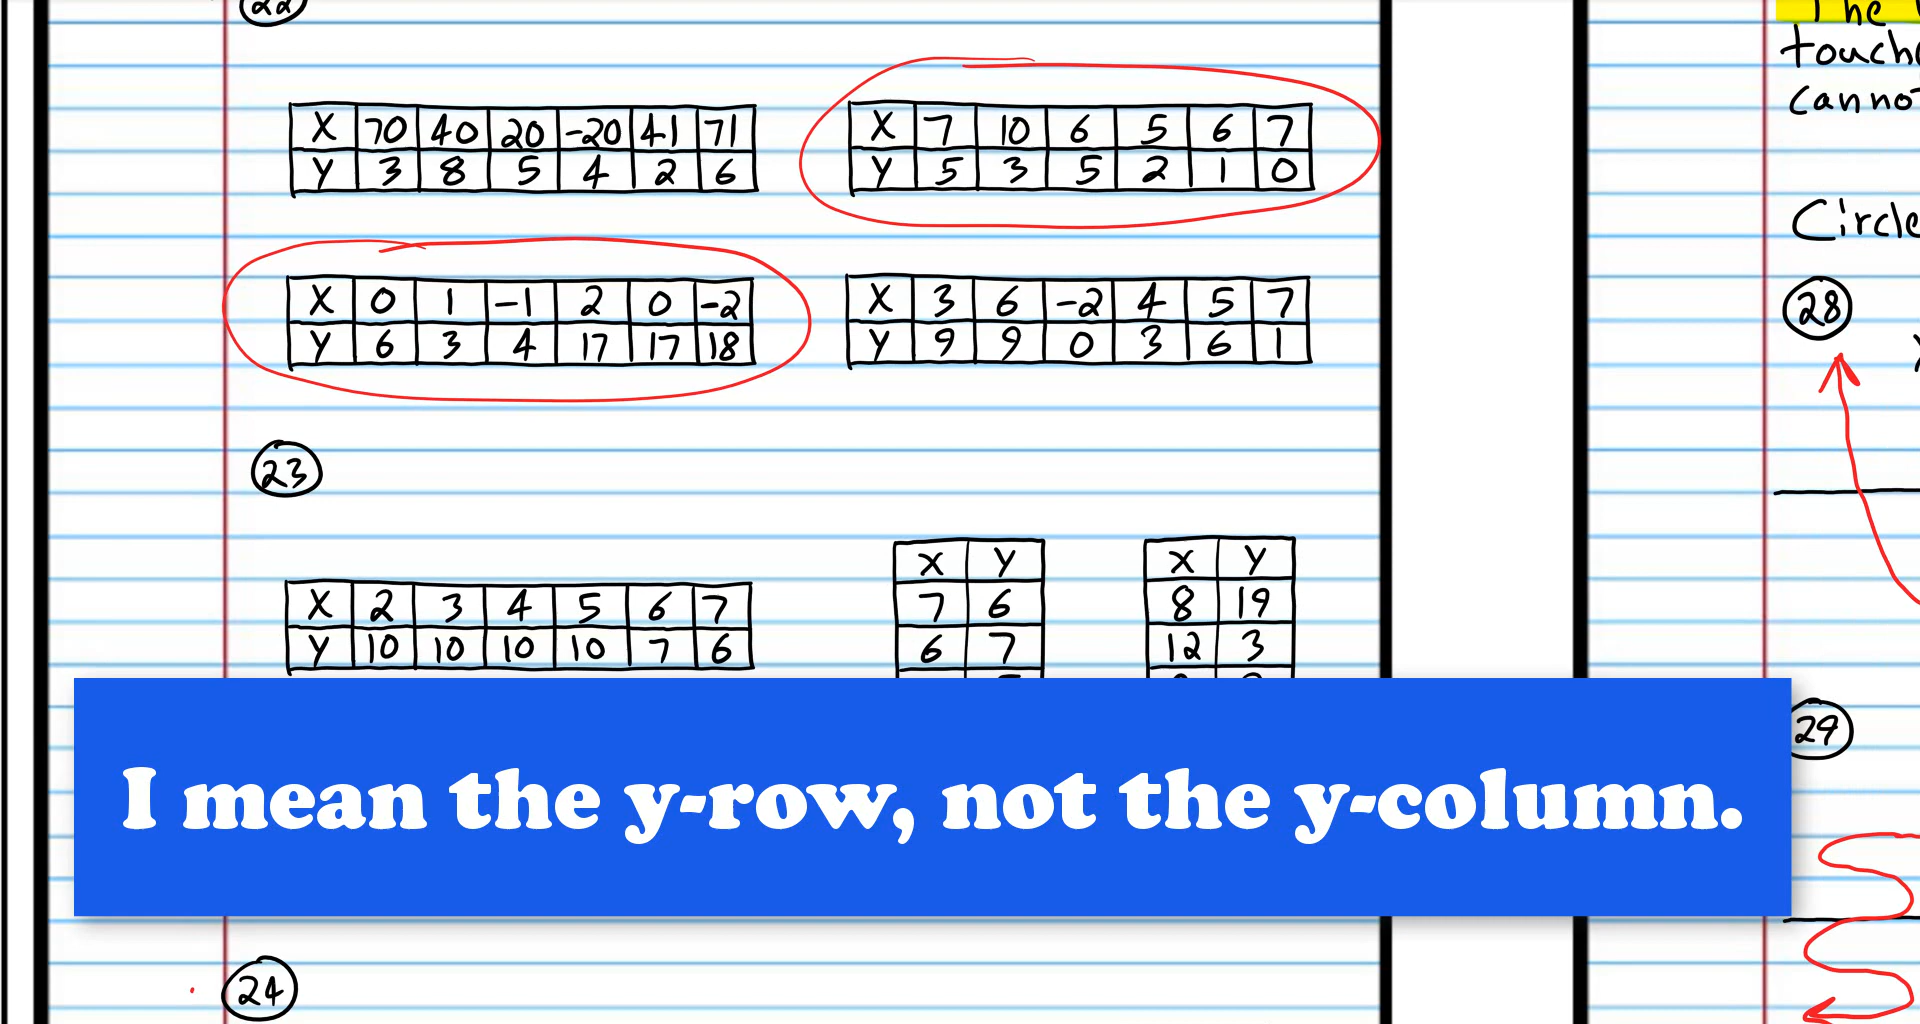 22
X 70 40 20 -20 41 71
Y 3 8 5 4 2 6
X 7 10 6 5 6 7
Y 5 3 5 2 1 0
X 0 1 -1 2 0 -2
Y 6 3 4 17 17 18
X 3 6 -2 4 5 7
Y 9 9 0 3 6 1
23
X 2 3 4 5 6 7
Y 10 10 10 10 7 6
X Y
7 6
6 7
X Y
8 19
12 3
I mean the y-row, not the y-column.
24
The
Circle
28
29